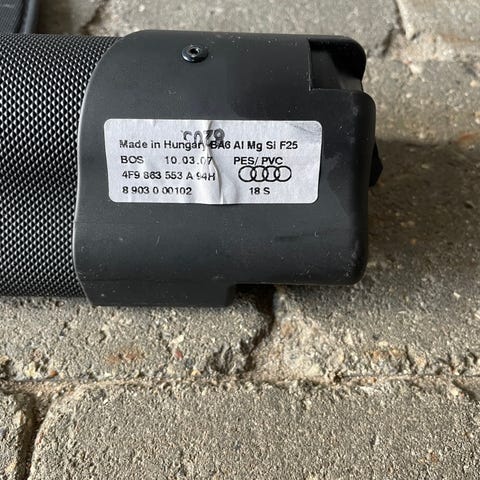 Made in Hungary BA6 Al Mg Si F25
BOS 10.03.07 PES/ PVC
4F9 863 553 A 94H
8 903 0 00102 18 S